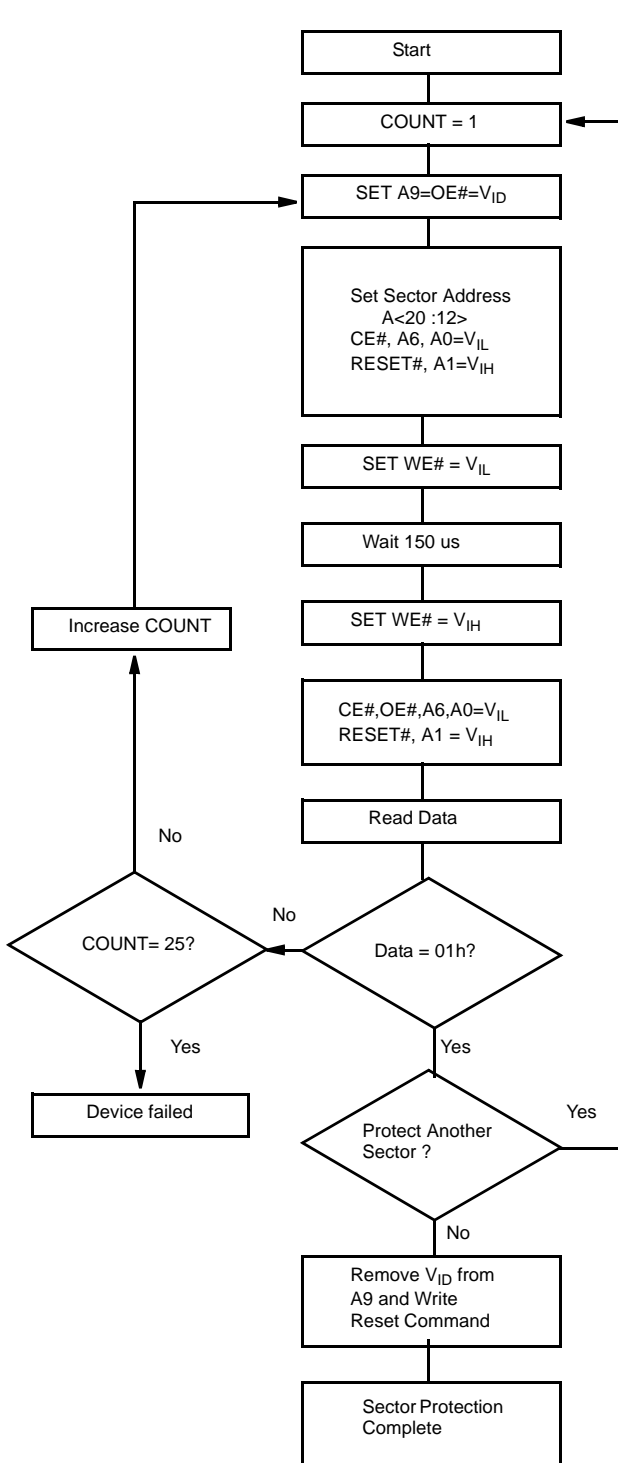 Start
COUNT = 1
SET A9=OE#=VID
Set Sector Address
A<20 :12>
CE#, A6, A0=VIL
RESET#, A1=VIH
SET WE# = VIL
Wait 150 us
Increase COUNT
SET WE# = VIH
CE#,OE#,A6,A0=VIL
RESET#, A1 = VIH
Read Data
No
No
COUNT= 25?
Data = 01h?
Yes
Yes
Device failed
Protect Another
Sector ?
Yes
No
Remove VID from
A9 and Write
Reset Command
Sector Protection
Complete